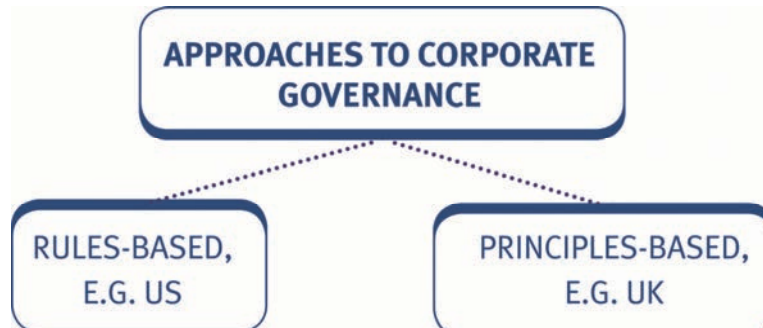 APPROACHES TO CORPORATE
GOVERNANCE
RULES-BASED,
E.G. US
PRINCIPLES-BASED,
E.G. UK